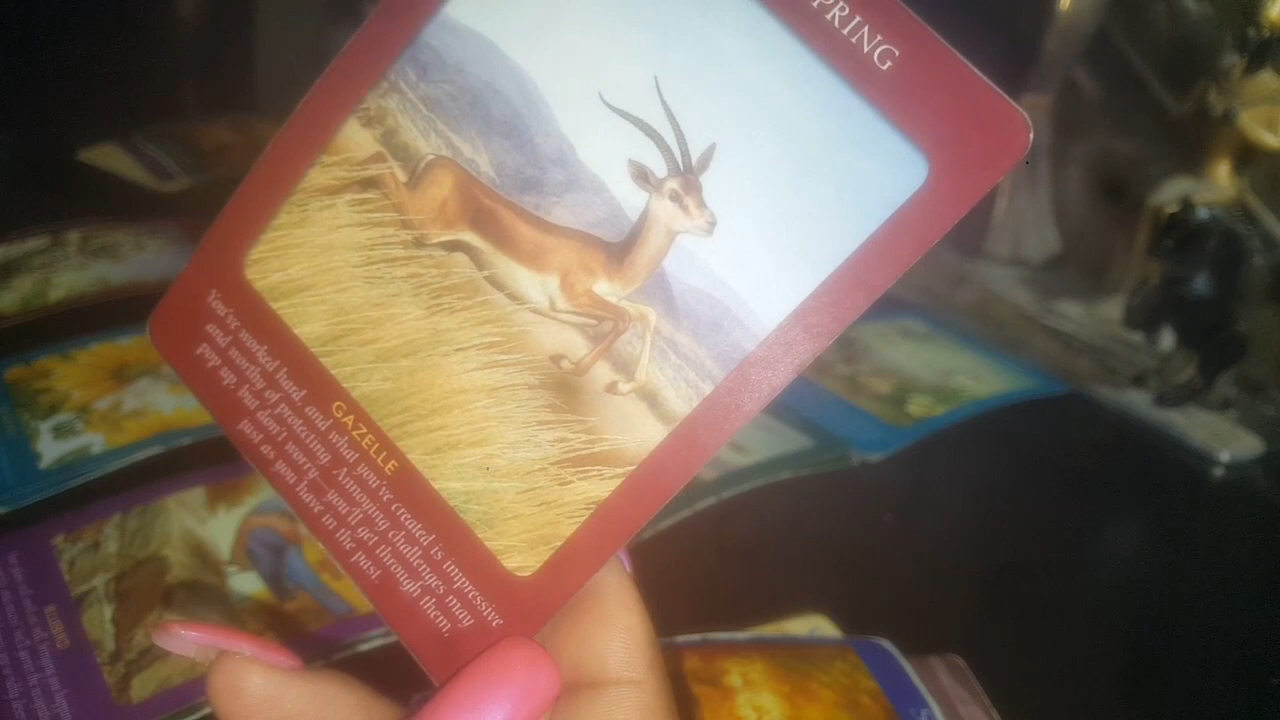 PRING
GAZELLE
You've worked hard, and what you've created is impressive
and worthy of protecting. Annoying challenges may
pop up, but don't worry—you'll get through them,
just as you have in the past.